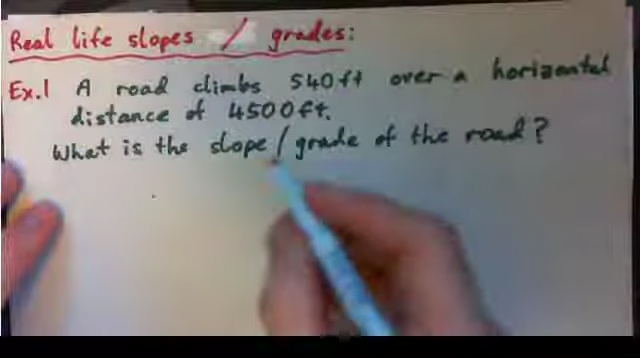 Real life slopes / grades:
Ex.1 A road climbs 540ft over a horizontal
distance of 4500ft.
What is the slope/grade of the road?